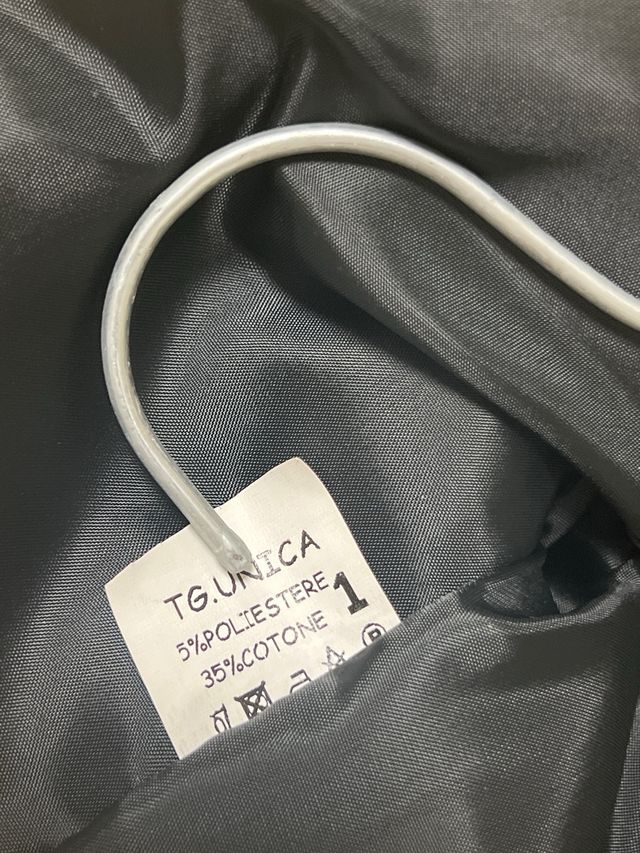 TG.UNICA
5%POLIESTERE
35%COTONE
1
P